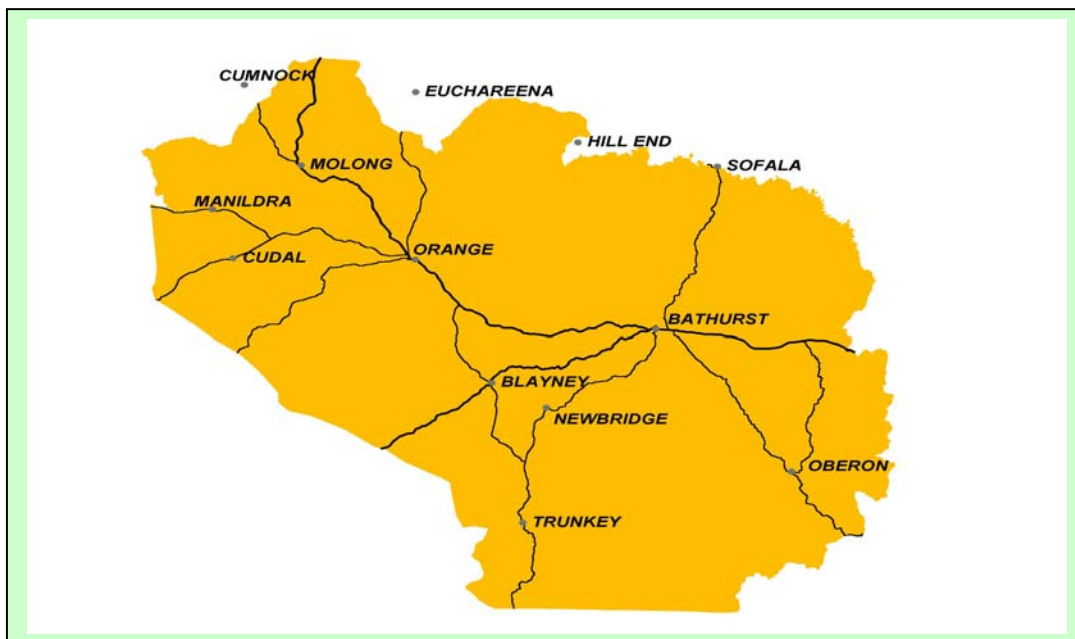 CUMNOCK
EUCHAREENA
HILL END
MOLONG
SOFALA
MANILDRA
ORANGE
CUDAL
BATHURST
BLAYNEY
NEWBRIDGE
OBERON
TRUNKEY